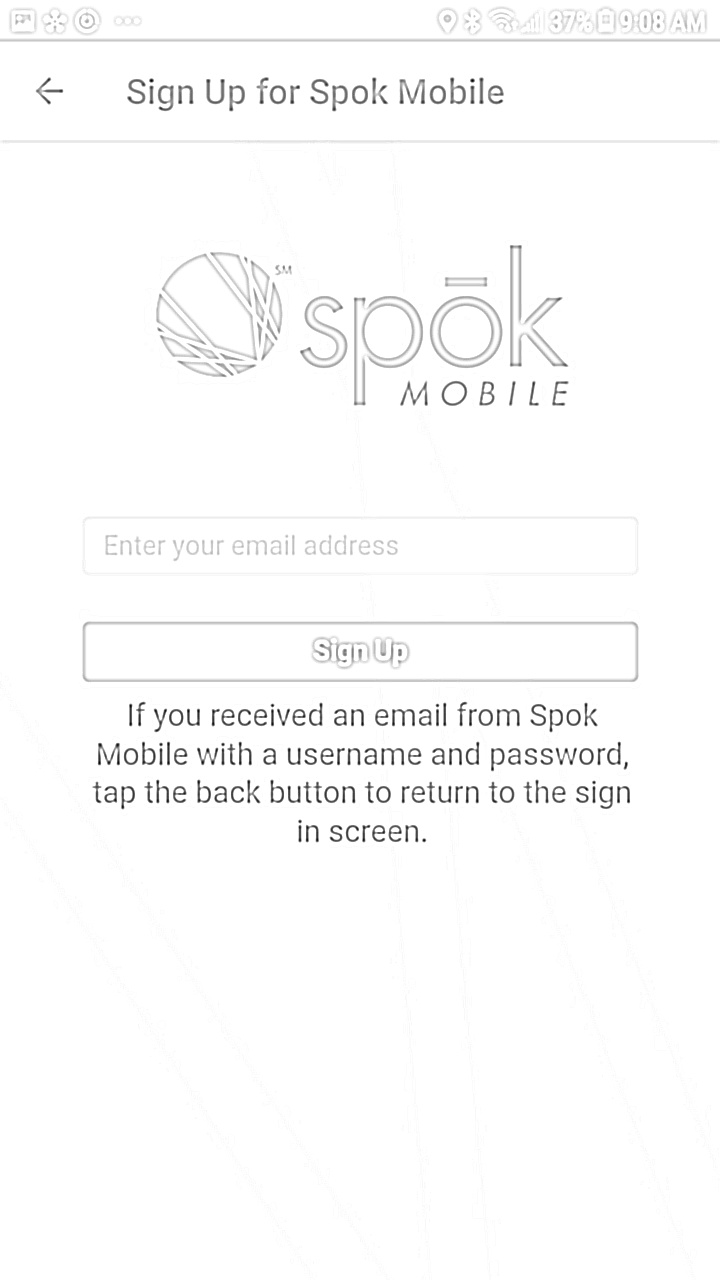 37% 9:08 AM
Sign Up for Spok Mobile
SM
spōk
MOBILE
Enter your email address
Sign Up
If you received an email from Spok
Mobile with a username and password,
tap the back button to return to the sign
in screen.